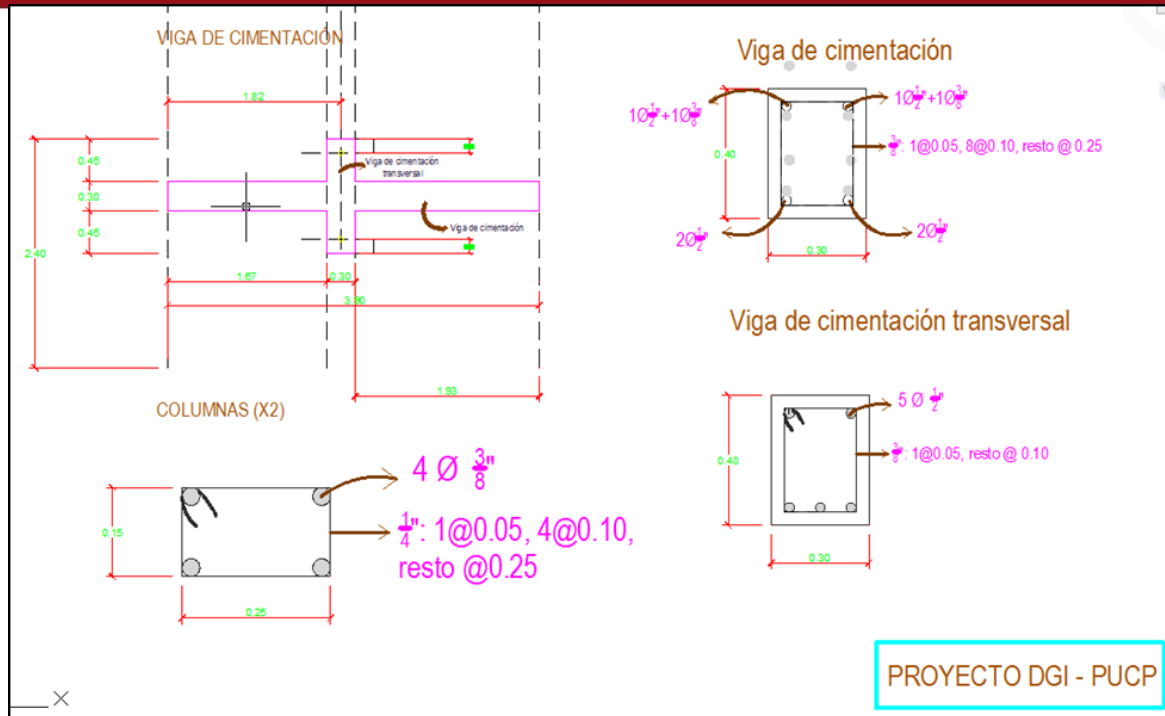 VIGA DE CIMENTACIÓN
1.82
0.45
0.30
0.45
2.40
Viga de cimentación
transversal
Viga de cimentación
1.67
0.30
3.90
1.93
COLUMNAS (X2)
4 Ø 3/8"
1/4": 1@0.05, 4@0.10,
resto @0.25
0.15
0.25
Viga de cimentación
10Ø1/2"+10Ø3/8"
10Ø1/2"+10Ø3/8"
3/8": 1@0.05, 8@0.10, resto @ 0.25
0.40
2Ø1/2"
2Ø1/2"
0.30
Viga de cimentación transversal
5 Ø 1/2"
3/8": 1@0.05, resto @ 0.10
0.40
0.30
PROYECTO DGI - PUCP